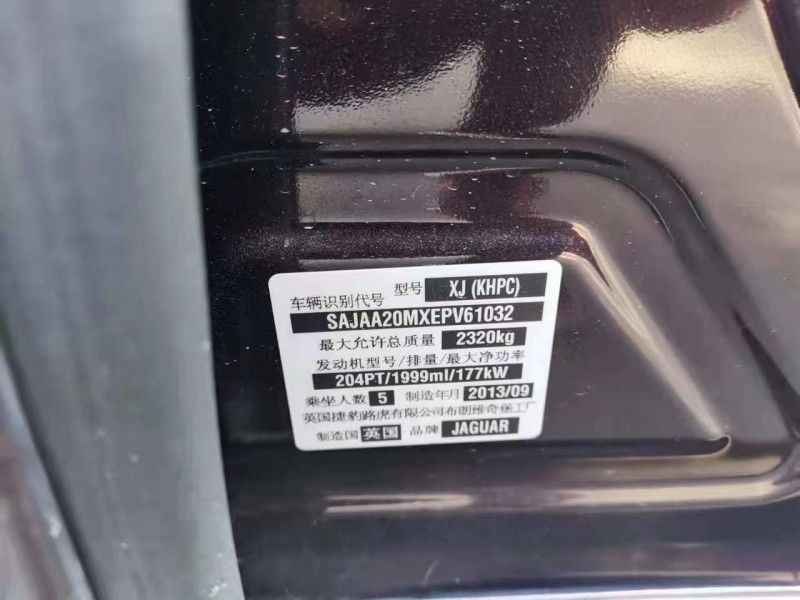 型号 XJ (KHPC)
车辆识别代号
SAJAA20MXEPV61032
最大允许总质量 2320kg
发动机型号/排量/最大净功率
204PT/1999ml/177kW
乘坐人数 5 制造年月 2013/09
英国捷豹路虎有限公司布朗维奇堡工厂
制造国 英国 品牌 JAGUAR